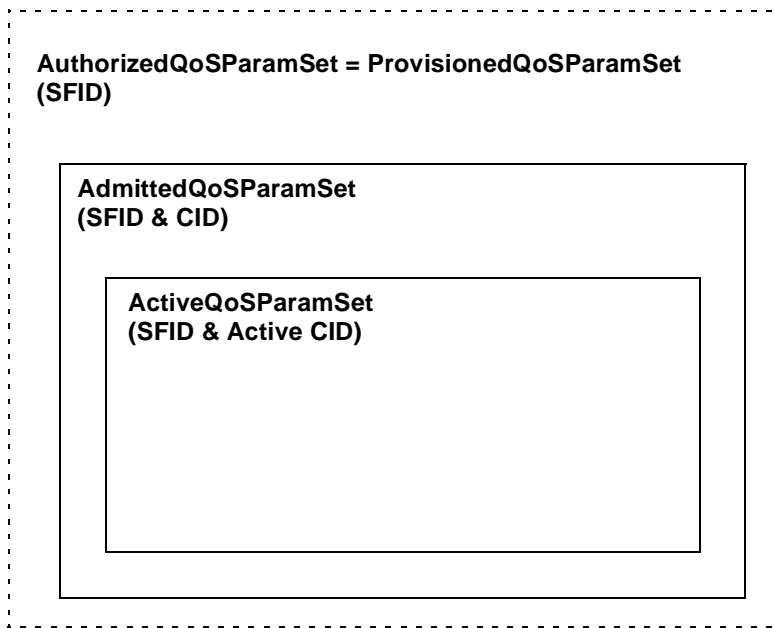 AuthorizedQoSParamSet = ProvisionedQoSParamSet
(SFID)
AdmittedQoSParamSet
(SFID & CID)
ActiveQoSParamSet
(SFID & Active CID)